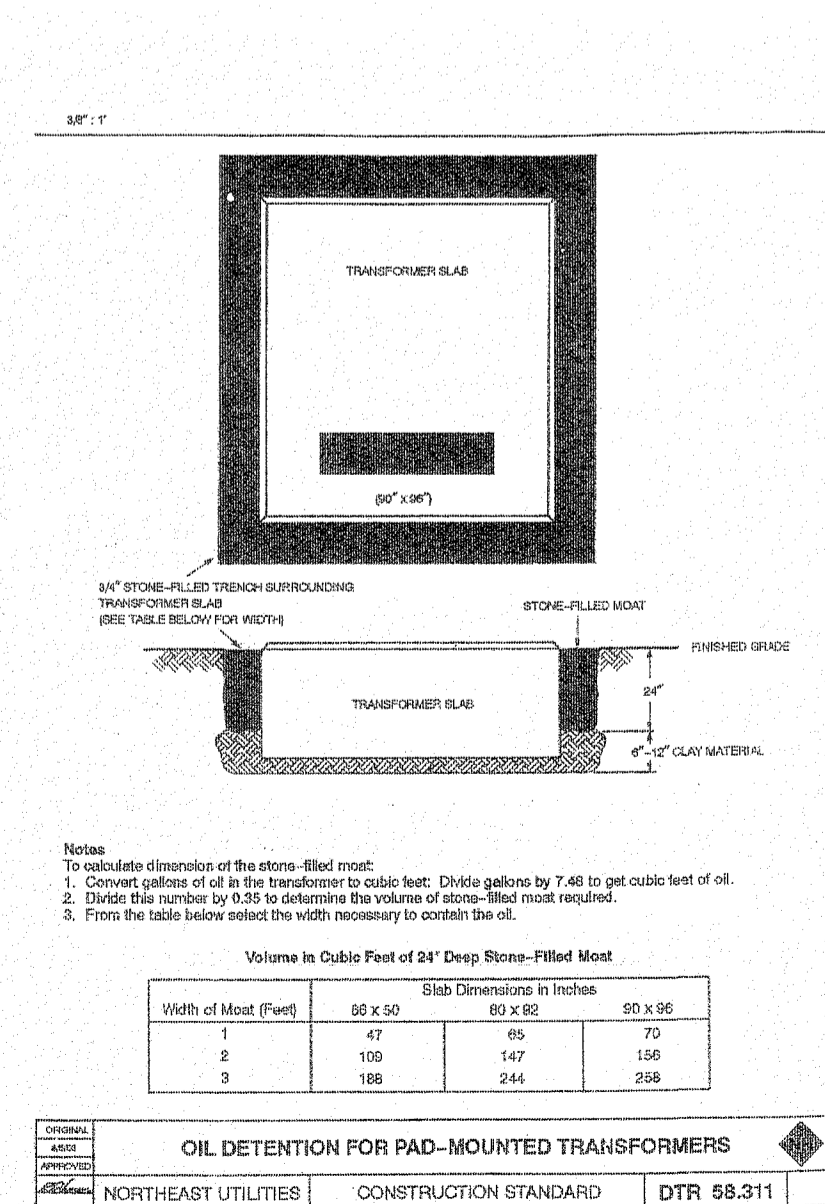 3/8" : 1'
TRANSFORMER SLAB
(90" x 96")
3/4" STONE-FILLED TRENCH SURROUNDING
TRANSFORMER SLAB
(SEE TABLE BELOW FOR WIDTH)
STONE-FILLED MOAT
FINISHED GRADE
24"
TRANSFORMER SLAB
6"-12" CLAY MATERIAL
Notes
To calculate dimension of the stone-filled moat:
1. Convert gallons of oil in the transformer to cubic feet: Divide gallons by 7.48 to get cubic feet of oil.
2. Divide this number by 0.35 to determine the volume of stone-filled moat required.
3. From the table below select the width necessary to contain the oil.
Volume in Cubic Feet of 24" Deep Stone-Filled Moat
Slab Dimensions in Inches
Width of Moat (Feet) 66 x 50 80 x 92 90 x 96
1 47 65 70
2 109 147 156
3 188 244 258
ORIGINAL
APPROVED
OIL DETENTION FOR PAD-MOUNTED TRANSFORMERS
NU
NORTHEAST UTILITIES CONSTRUCTION STANDARD DTR 58.311